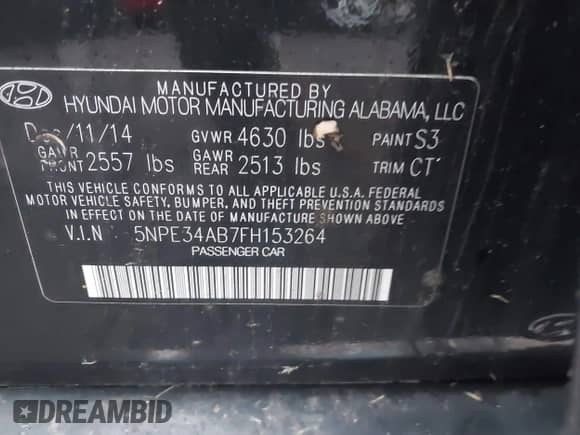 MANUFACTURED BY
HYUNDAI MOTOR MANUFACTURING ALABAMA, LLC
/11/14 GVWR 4630 lbs PAINT S3
GAWR FRONT 2557 lbs GAWR REAR 2513 lbs TRIM CT
THIS VEHICLE CONFORMS TO ALL APPLICABLE U.S.A. FEDERAL
MOTOR VEHICLE SAFETY, BUMPER, AND THEFT PREVENTION STANDARDS
IN EFFECT ON THE DATE OF MANUFACTURE SHOWN ABOVE.
V.I.N 5NPE34AB7FH153264
PASSENGER CAR
DREAMBID